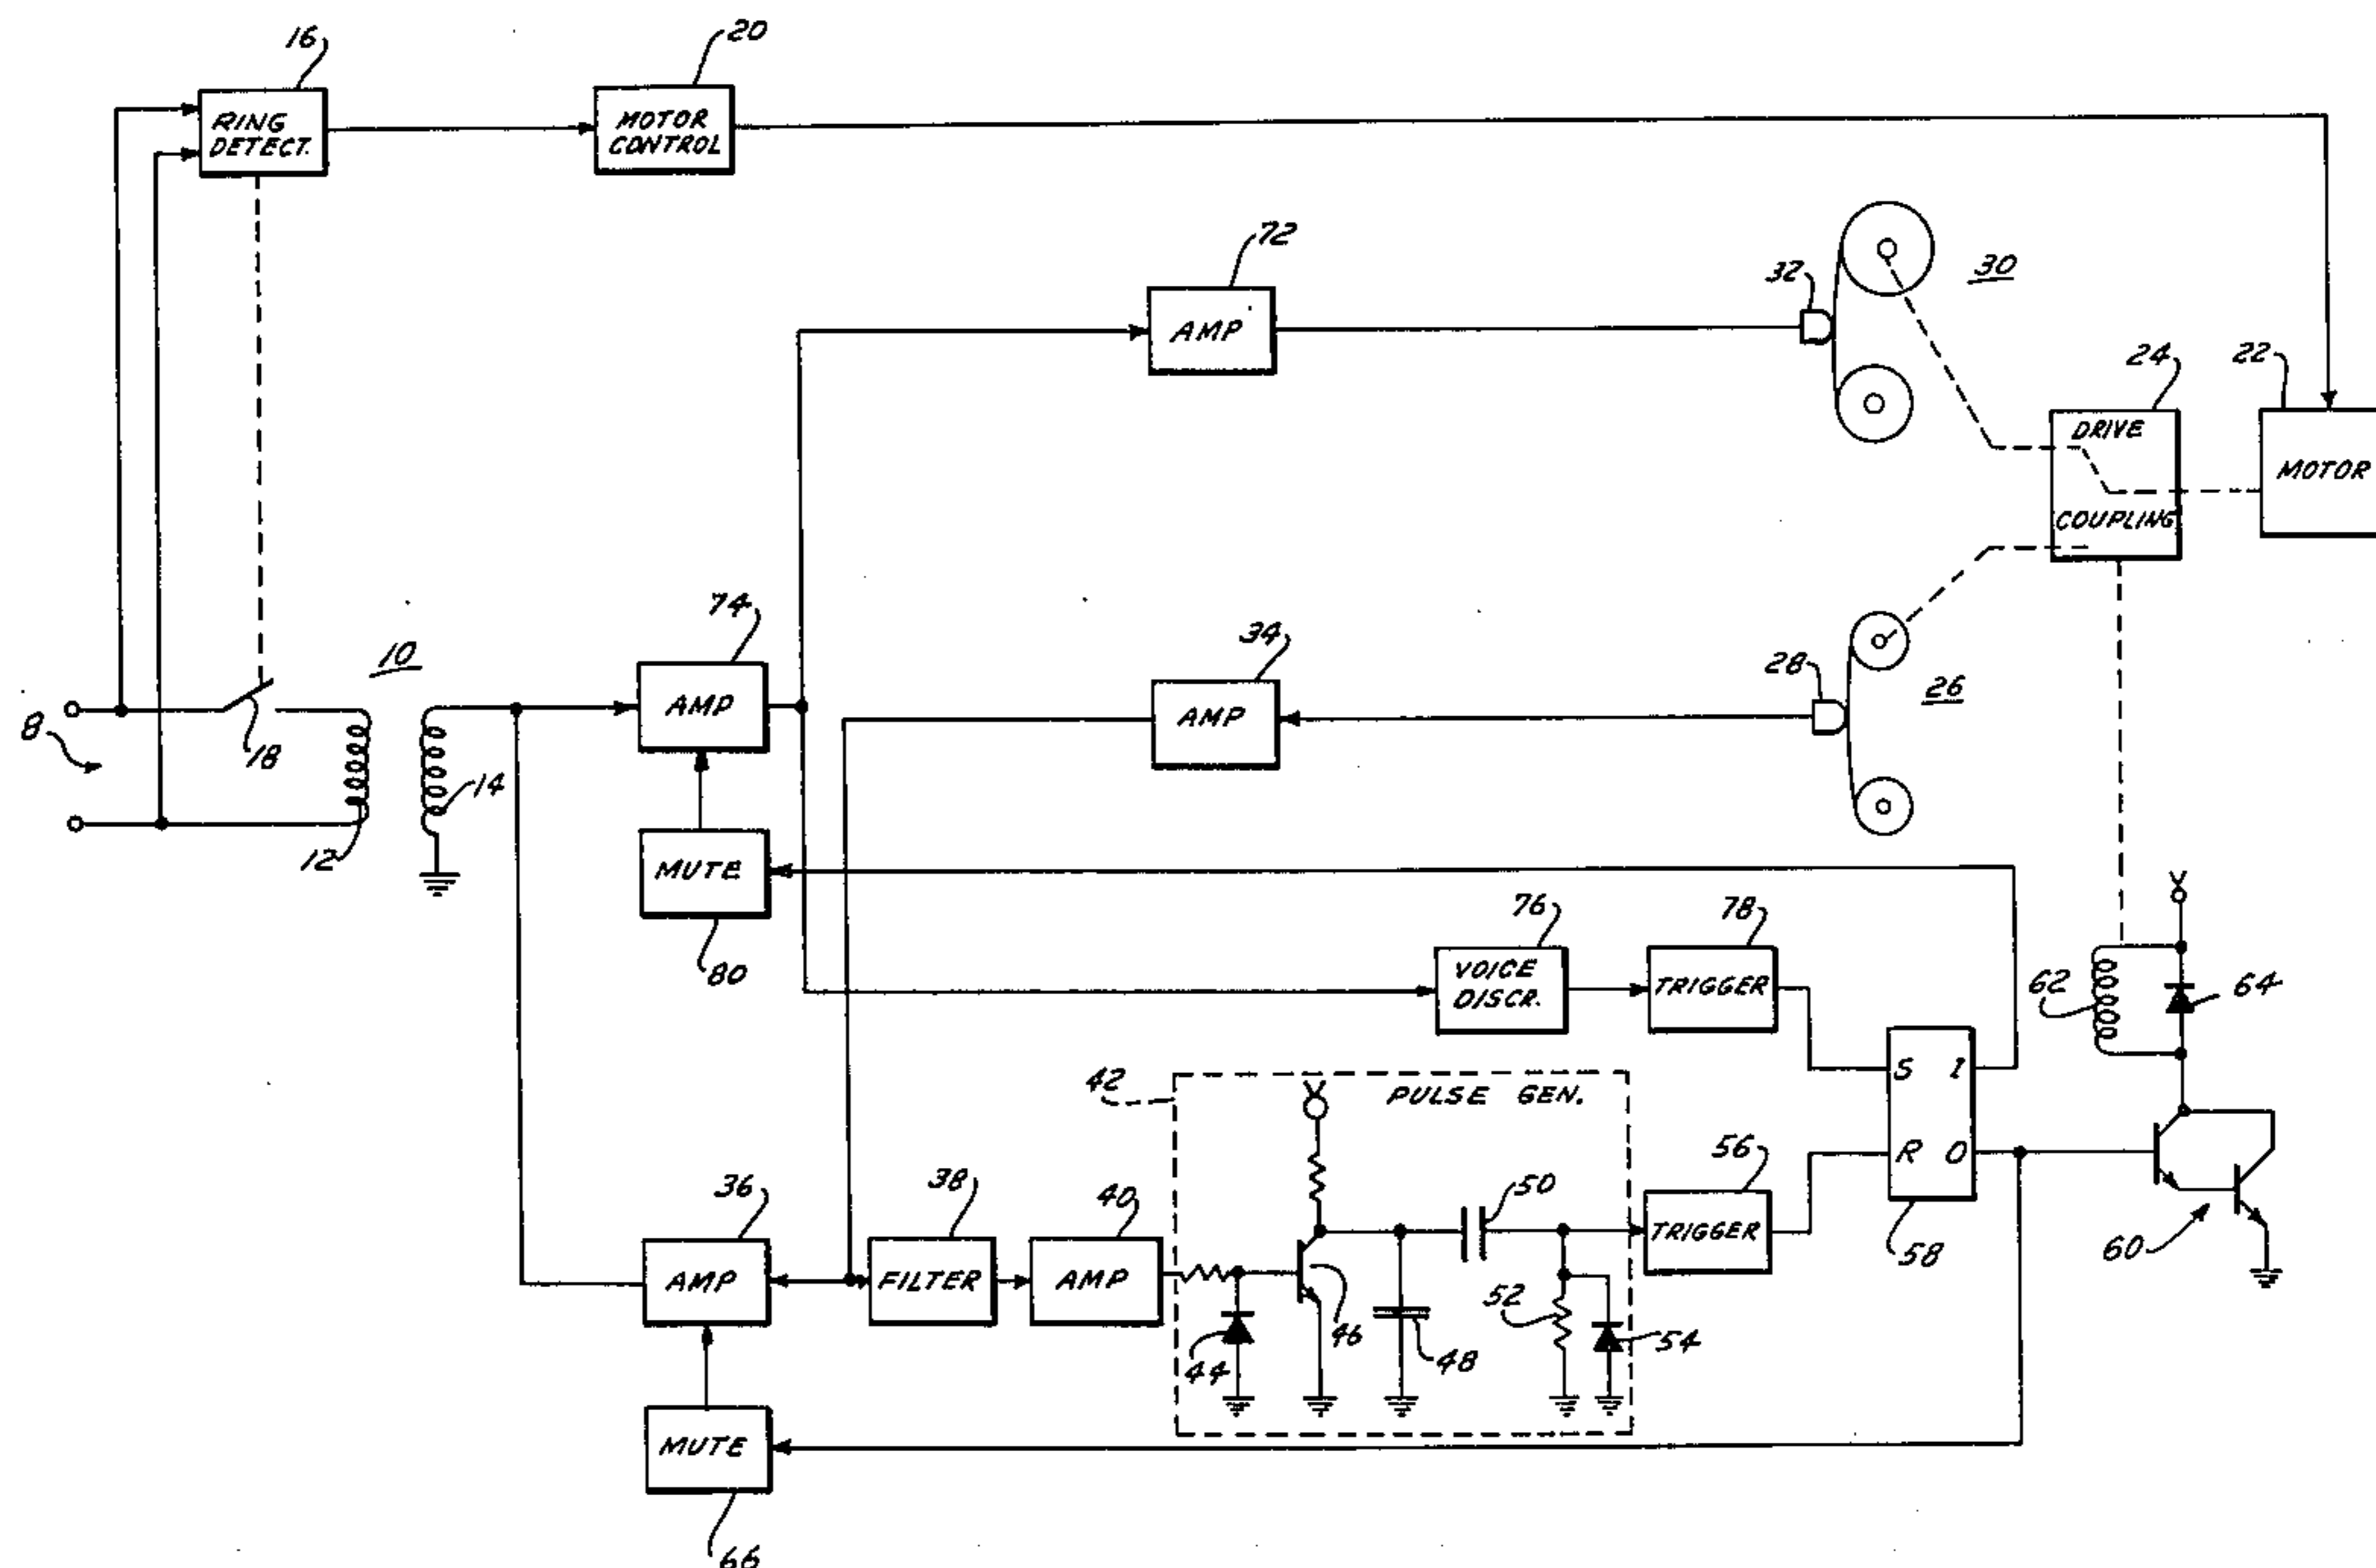 16
20
RING
DETECT.
MOTOR
CONTROL
72
AMP
32
30
24
22
DRIVE
COUPLING
MOTOR
10
74
AMP
34
AMP
28
26
8
18
12
14
MUTE
80
76
78
VOICE
DISCR.
TRIGGER
V
62
64
42
V
PULSE GEN.
S 1
R 0
58
60
36
AMP
38
FILTER
40
AMP
50
56
TRIGGER
44
46
48
52
54
MUTE
66